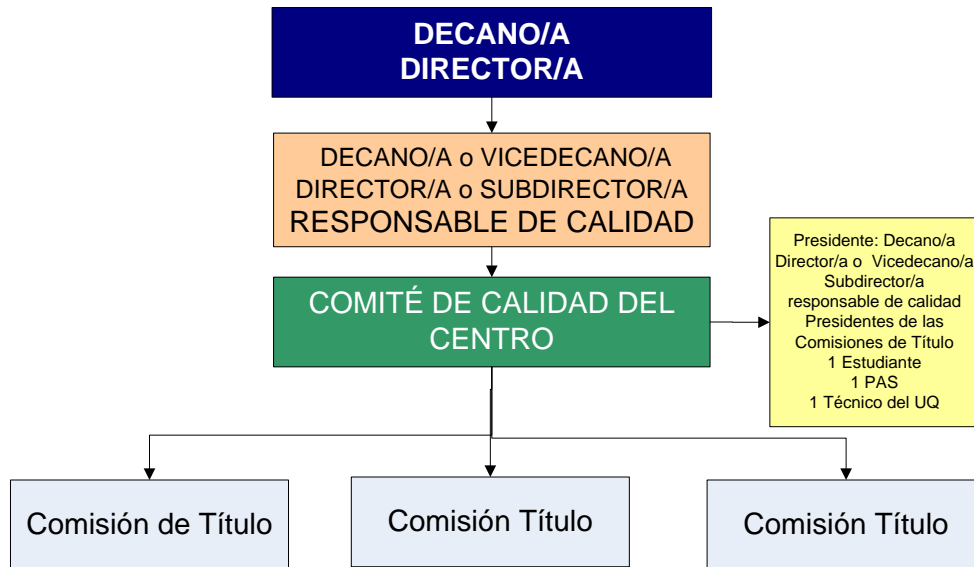 DECANO/A
DIRECTOR/A
DECANO/A o VICEDECANO/A
DIRECTOR/A o SUBDIRECTOR/A
RESPONSABLE DE CALIDAD
COMITÉ DE CALIDAD DEL
CENTRO
Presidente: Decano/a
Director/a o Vicedecano/a
Subdirector/a
responsable de calidad
Presidentes de las
Comisiones de Título
1 Estudiante
1 PAS
1 Técnico del UQ
Comisión de Título
Comisión Título
Comisión Título